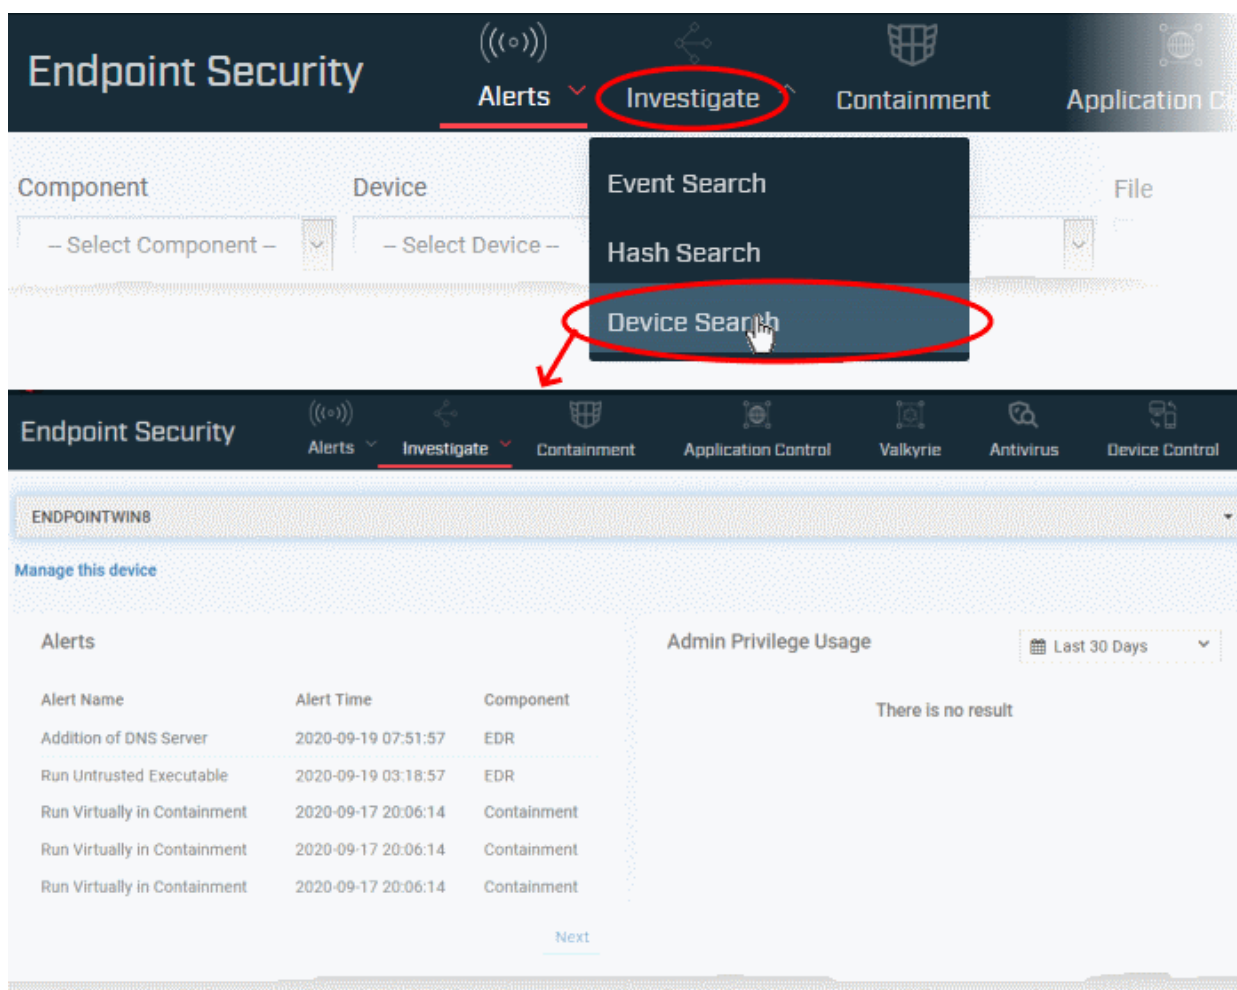 Endpoint Security
Alerts Investigate Containment Application C
Component Device File
-- Select Component -- -- Select Device --
Event Search
Hash Search
Device Search
Endpoint Security
Alerts Investigate Containment Application Control Valkyrie Antivirus Device Control
ENDPOINTWIN8
Manage this device
Alerts
Admin Privilege Usage Last 30 Days
Alert Name Alert Time Component
There is no result
Addition of DNS Server 2020-09-19 07:51:57 EDR
Run Untrusted Executable 2020-09-19 03:18:57 EDR
Run Virtually in Containment 2020-09-17 20:06:14 Containment
Run Virtually in Containment 2020-09-17 20:06:14 Containment
Run Virtually in Containment 2020-09-17 20:06:14 Containment
Next